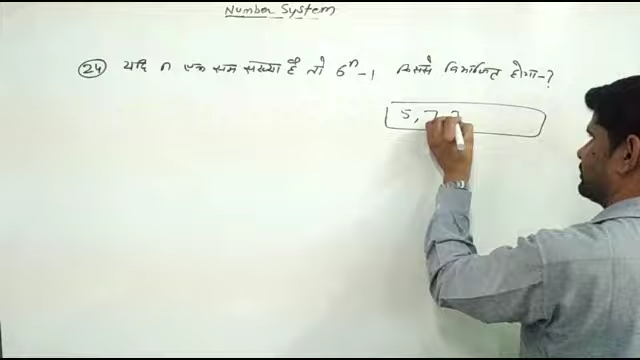 Number System
24 यदि n एक सम संख्या है तो 6ⁿ-1 किससे विभाजित होगा-?
5, 7